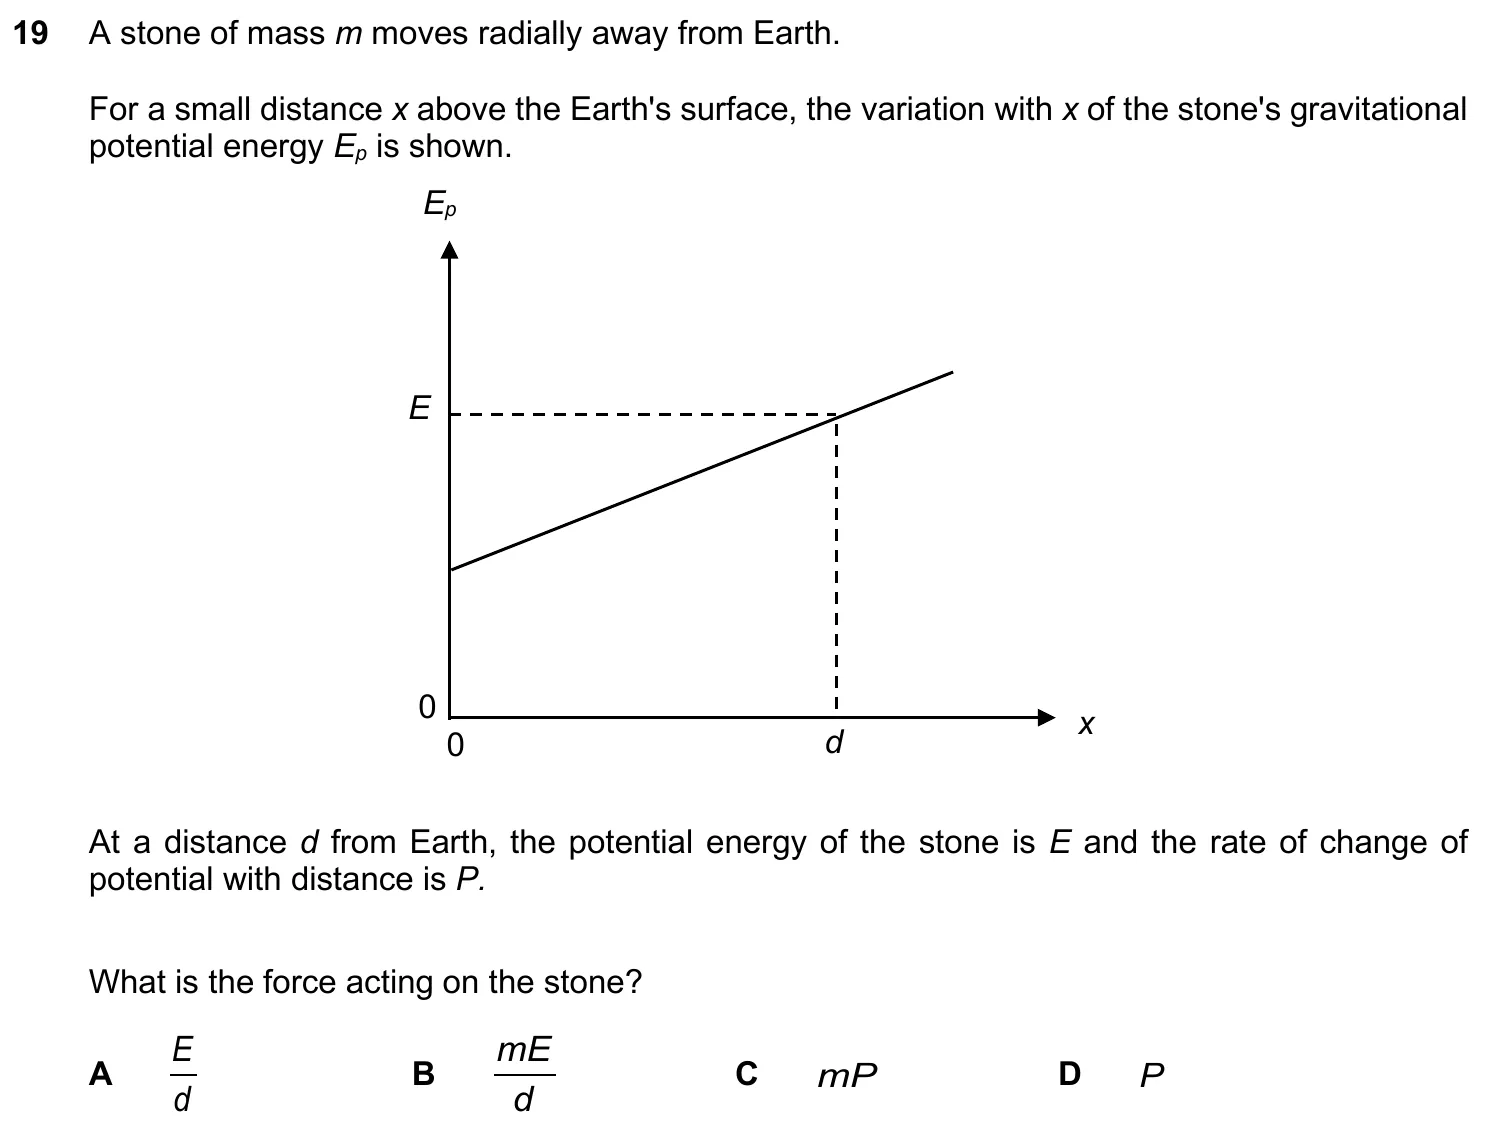 19 A stone of mass m moves radially away from Earth.
For a small distance x above the Earth's surface, the variation with x of the stone's gravitational
potential energy Ep is shown.
Ep
E
0
0
d
x
At a distance d from Earth, the potential energy of the stone is E and the rate of change of
potential with distance is P.
What is the force acting on the stone?
A E/d B mE/d C mP D P